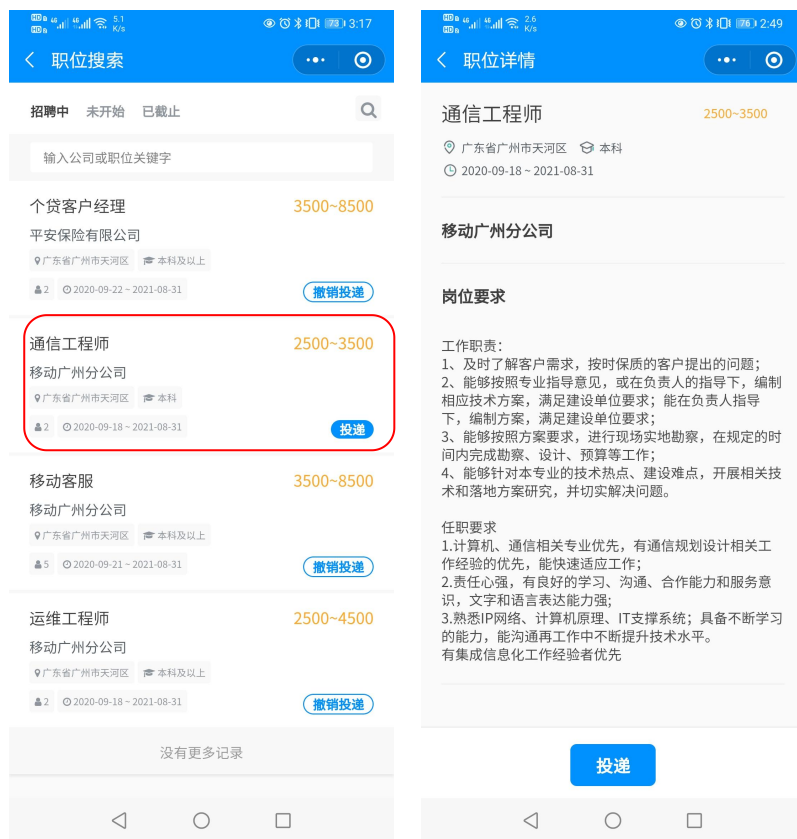 HD 46 46 5.1 K/s 73 3:17
职位搜索
招聘中 未开始 已截止
输入公司或职位关键字
个贷客户经理 3500~8500
平安保险有限公司
广东省广州市天河区 本科及以上
2 2020-09-22 ~ 2021-08-31 撤销投递
通信工程师 2500~3500
移动广州分公司
广东省广州市天河区 本科
2 2020-09-18 ~ 2021-08-31 投递
移动客服 3500~8500
移动广州分公司
广东省广州市天河区 本科及以上
5 2020-09-21 ~ 2021-08-31 撤销投递
运维工程师 2500~4500
移动广州分公司
广东省广州市天河区 本科及以上
2 2020-09-18 ~ 2021-08-31 撤销投递
没有更多记录
HD 46 46 2.6 K/s 76 2:49
职位详情
通信工程师 2500~3500
广东省广州市天河区 本科
2020-09-18 ~ 2021-08-31
移动广州分公司
岗位要求
工作职责：
1、及时了解客户需求，按时保质的客户提出的问题；
2、能够按照专业指导意见，或在负责人的指导下，编制
相应技术方案，满足建设单位要求；能在负责人指导
下，编制方案，满足建设单位要求；
3、能够按照方案要求，进行现场实地勘察，在规定的时
间内完成勘察、设计、预算等工作；
4、能够针对本专业的技术热点、建设难点，开展相关技
术和落地方案研究，并切实解决问题。
任职要求
1.计算机、通信相关专业优先，有通信规划设计相关工
作经验的优先，能快速适应工作；
2.责任心强，有良好的学习、沟通、合作能力和服务意
识，文字和语言表达能力强;
3.熟悉IP网络、计算机原理、IT支撑系统；具备不断学习
的能力，能沟通再工作中不断提升技术水平。
有集成信息化工作经验者优先
投递